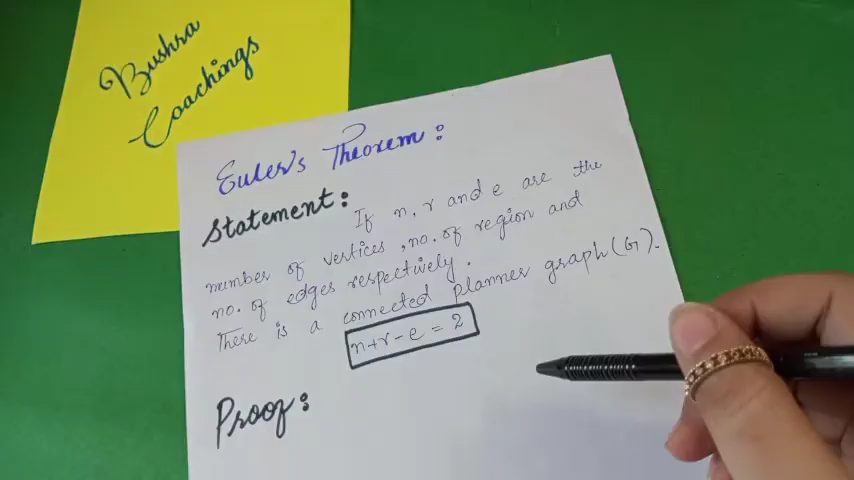 Bushra
Coachings
Euler's Theorem:
Statement:
If n, r and e are the
number of vertices, no. of region and
no. of edges respectively.
There is a connected planner graph (G).
n+r-e=2
Proof: